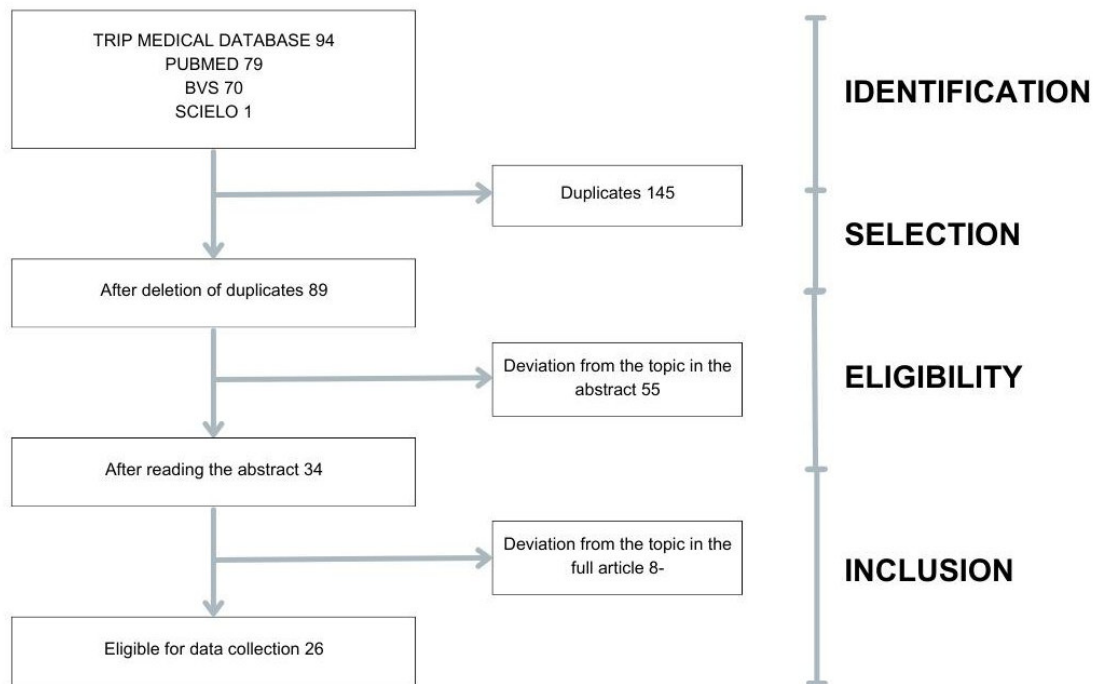 TRIP MEDICAL DATABASE 94
PUBMED 79
BVS 70
SCIELO 1
IDENTIFICATION
Duplicates 145
SELECTION
After deletion of duplicates 89
Deviation from the topic in the
abstract 55
ELIGIBILITY
After reading the abstract 34
Deviation from the topic in the
full article 8-
INCLUSION
Eligible for data collection 26